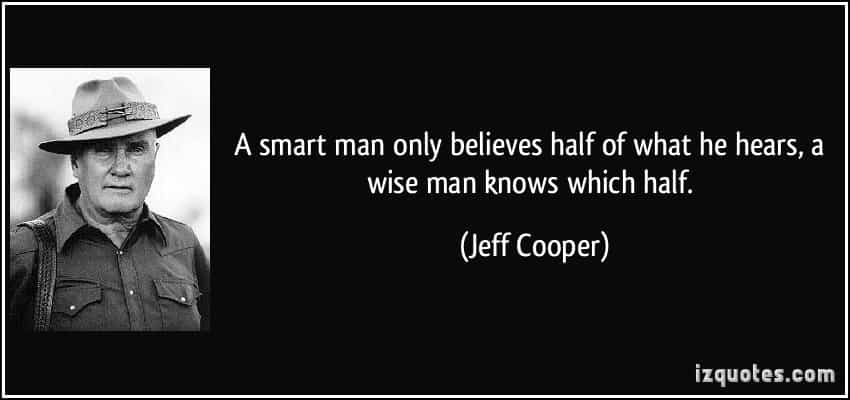 A smart man only believes half of what he hears, a
wise man knows which half.
(Jeff Cooper)
izquotes.com